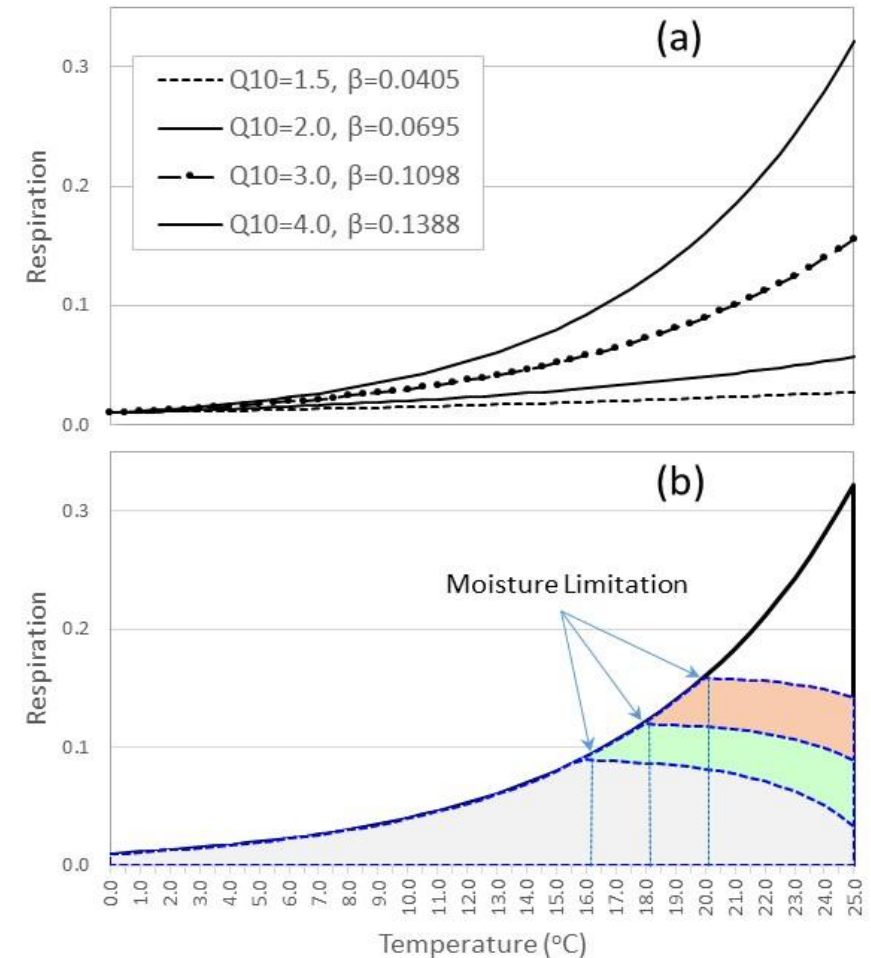 (a)
Q10=1.5, β=0.0405
Q10=2.0, β=0.0695
Q10=3.0, β=0.1098
Q10=4.0, β=0.1388
Respiration
0.3
0.2
0.1
0.0
(b)
Moisture Limitation
Respiration
0.3
0.2
0.1
0.0
0.0 1.0 2.0 3.0 4.0 5.0 6.0 7.0 8.0 9.0 10.0 11.0 12.0 13.0 14.0 15.0 16.0 17.0 18.0 19.0 20.0 21.0 22.0 23.0 24.0 25.0
Temperature (°C)